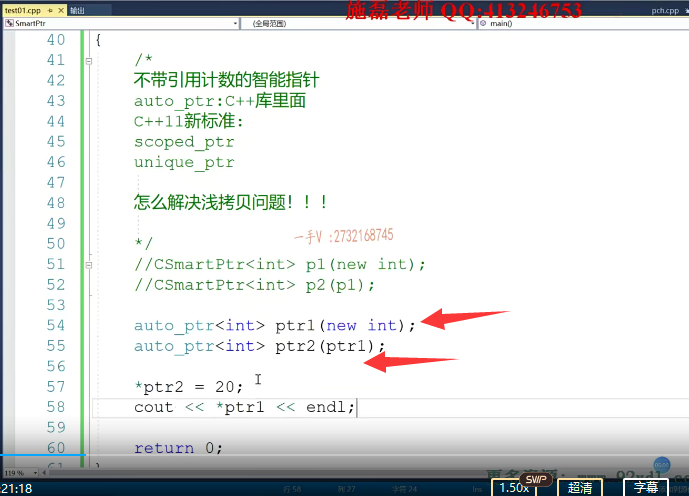 施磊老师 QQ:413246753
test01.cpp
输出
pch.cpp
SmartPtr
(全局范围)
main()
40 {
41 /*
42 不带引用计数的智能指针
43 auto_ptr:C++库里面
44 C++11新标准:
45 scoped_ptr
46 unique_ptr
47
48 怎么解决浅拷贝问题!!!
49
一手V :2732168745
50 */
51 //CSmartPtr<int> p1(new int);
52 //CSmartPtr<int> p2(p1);
53
54 auto_ptr<int> ptr1(new int);
55 auto_ptr<int> ptr2(ptr1);
56
57 *ptr2 = 20;
58 cout << *ptr1 << endl;
59
60 return 0;
61 }
119 %
行 58
列 27
字符 24
Ins
21:18
1.50x
SWP
超清
字幕